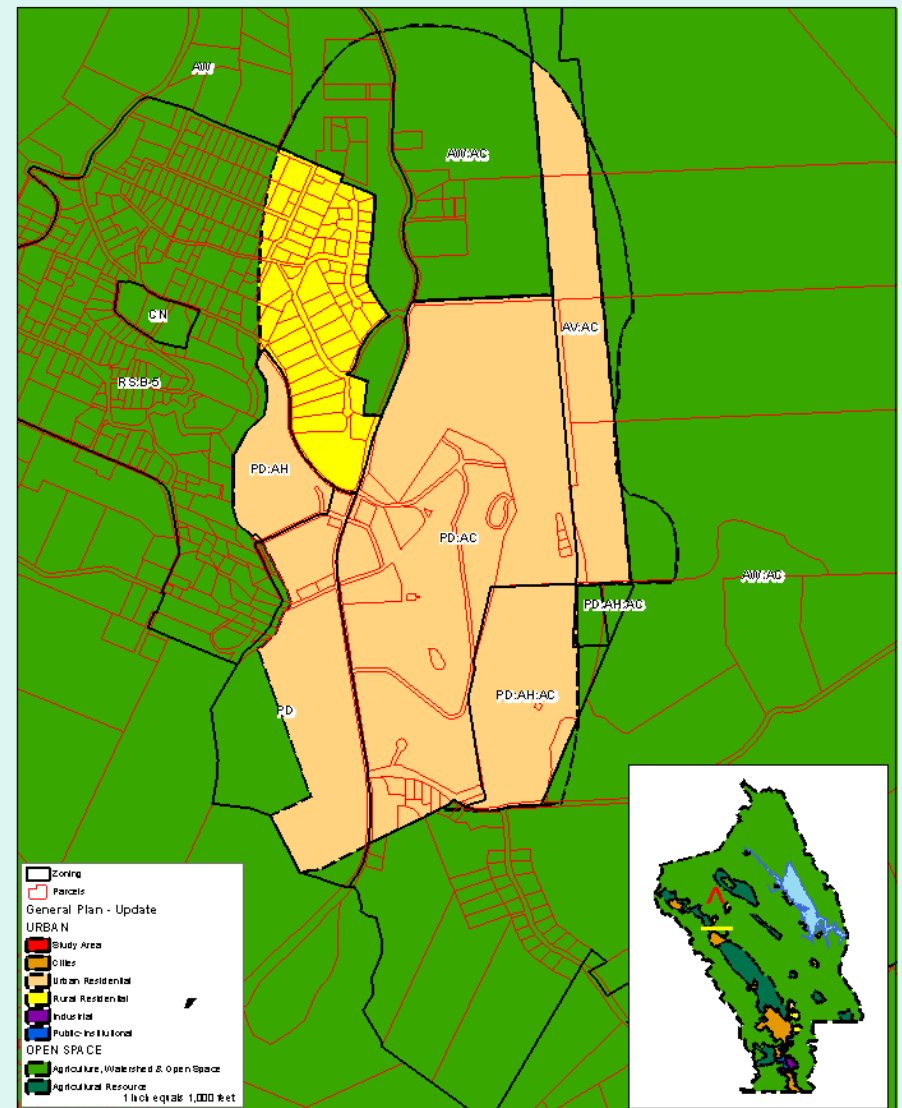 AW
AW:AC
CN
AV:AC
RS:B-5
PD:AH
PD:AC
AW:AC
PD:AH:AC
PD:AH:AC
PD
Zoning
Parcels
General Plan - Update
URBAN
Study Area
Cities
Urban Residential
Rural Residential
Industrial
Public-Institutional
OPEN SPACE
Agriculture, Watershed & Open Space
Agricultural Resource
1 inch equals 1,000 feet